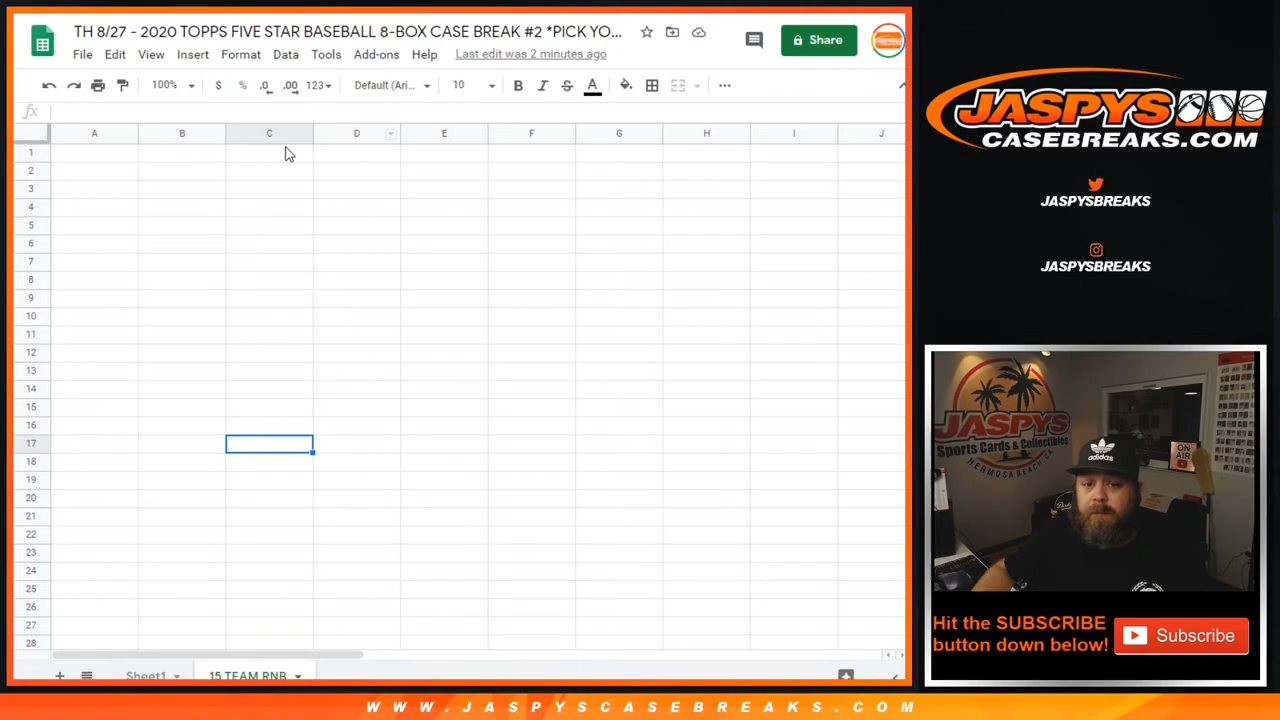 TH 8/27 - 2020 TOPPS FIVE STAR BASEBALL 8-BOX CASE BREAK #2 *PICK YO...
File Edit View Insert Format Data Tools Add-ons Help Last edit was 2 minutes ago
Share
100% $ % .0 .00 123 Default (Ari... 10 B I S A
fx
A B C D E F G H I J
1
2
3
4
5
6
7
8
9
10
11
12
13
14
15
16
17
18
19
20
21
22
23
24
25
26
27
28
Sheet1 15 TEAM RNB
JASPYS
CASEBREAKS.COM
JASPYSBREAKS
JASPYSBREAKS
JASPYS
Sports Cards & Collectibles
HERMOSA BEACH, CA
ON AIR
adidas
Hit the SUBSCRIBE
button down below!
Subscribe
WWW.JASPYSCASEBREAKS.COM